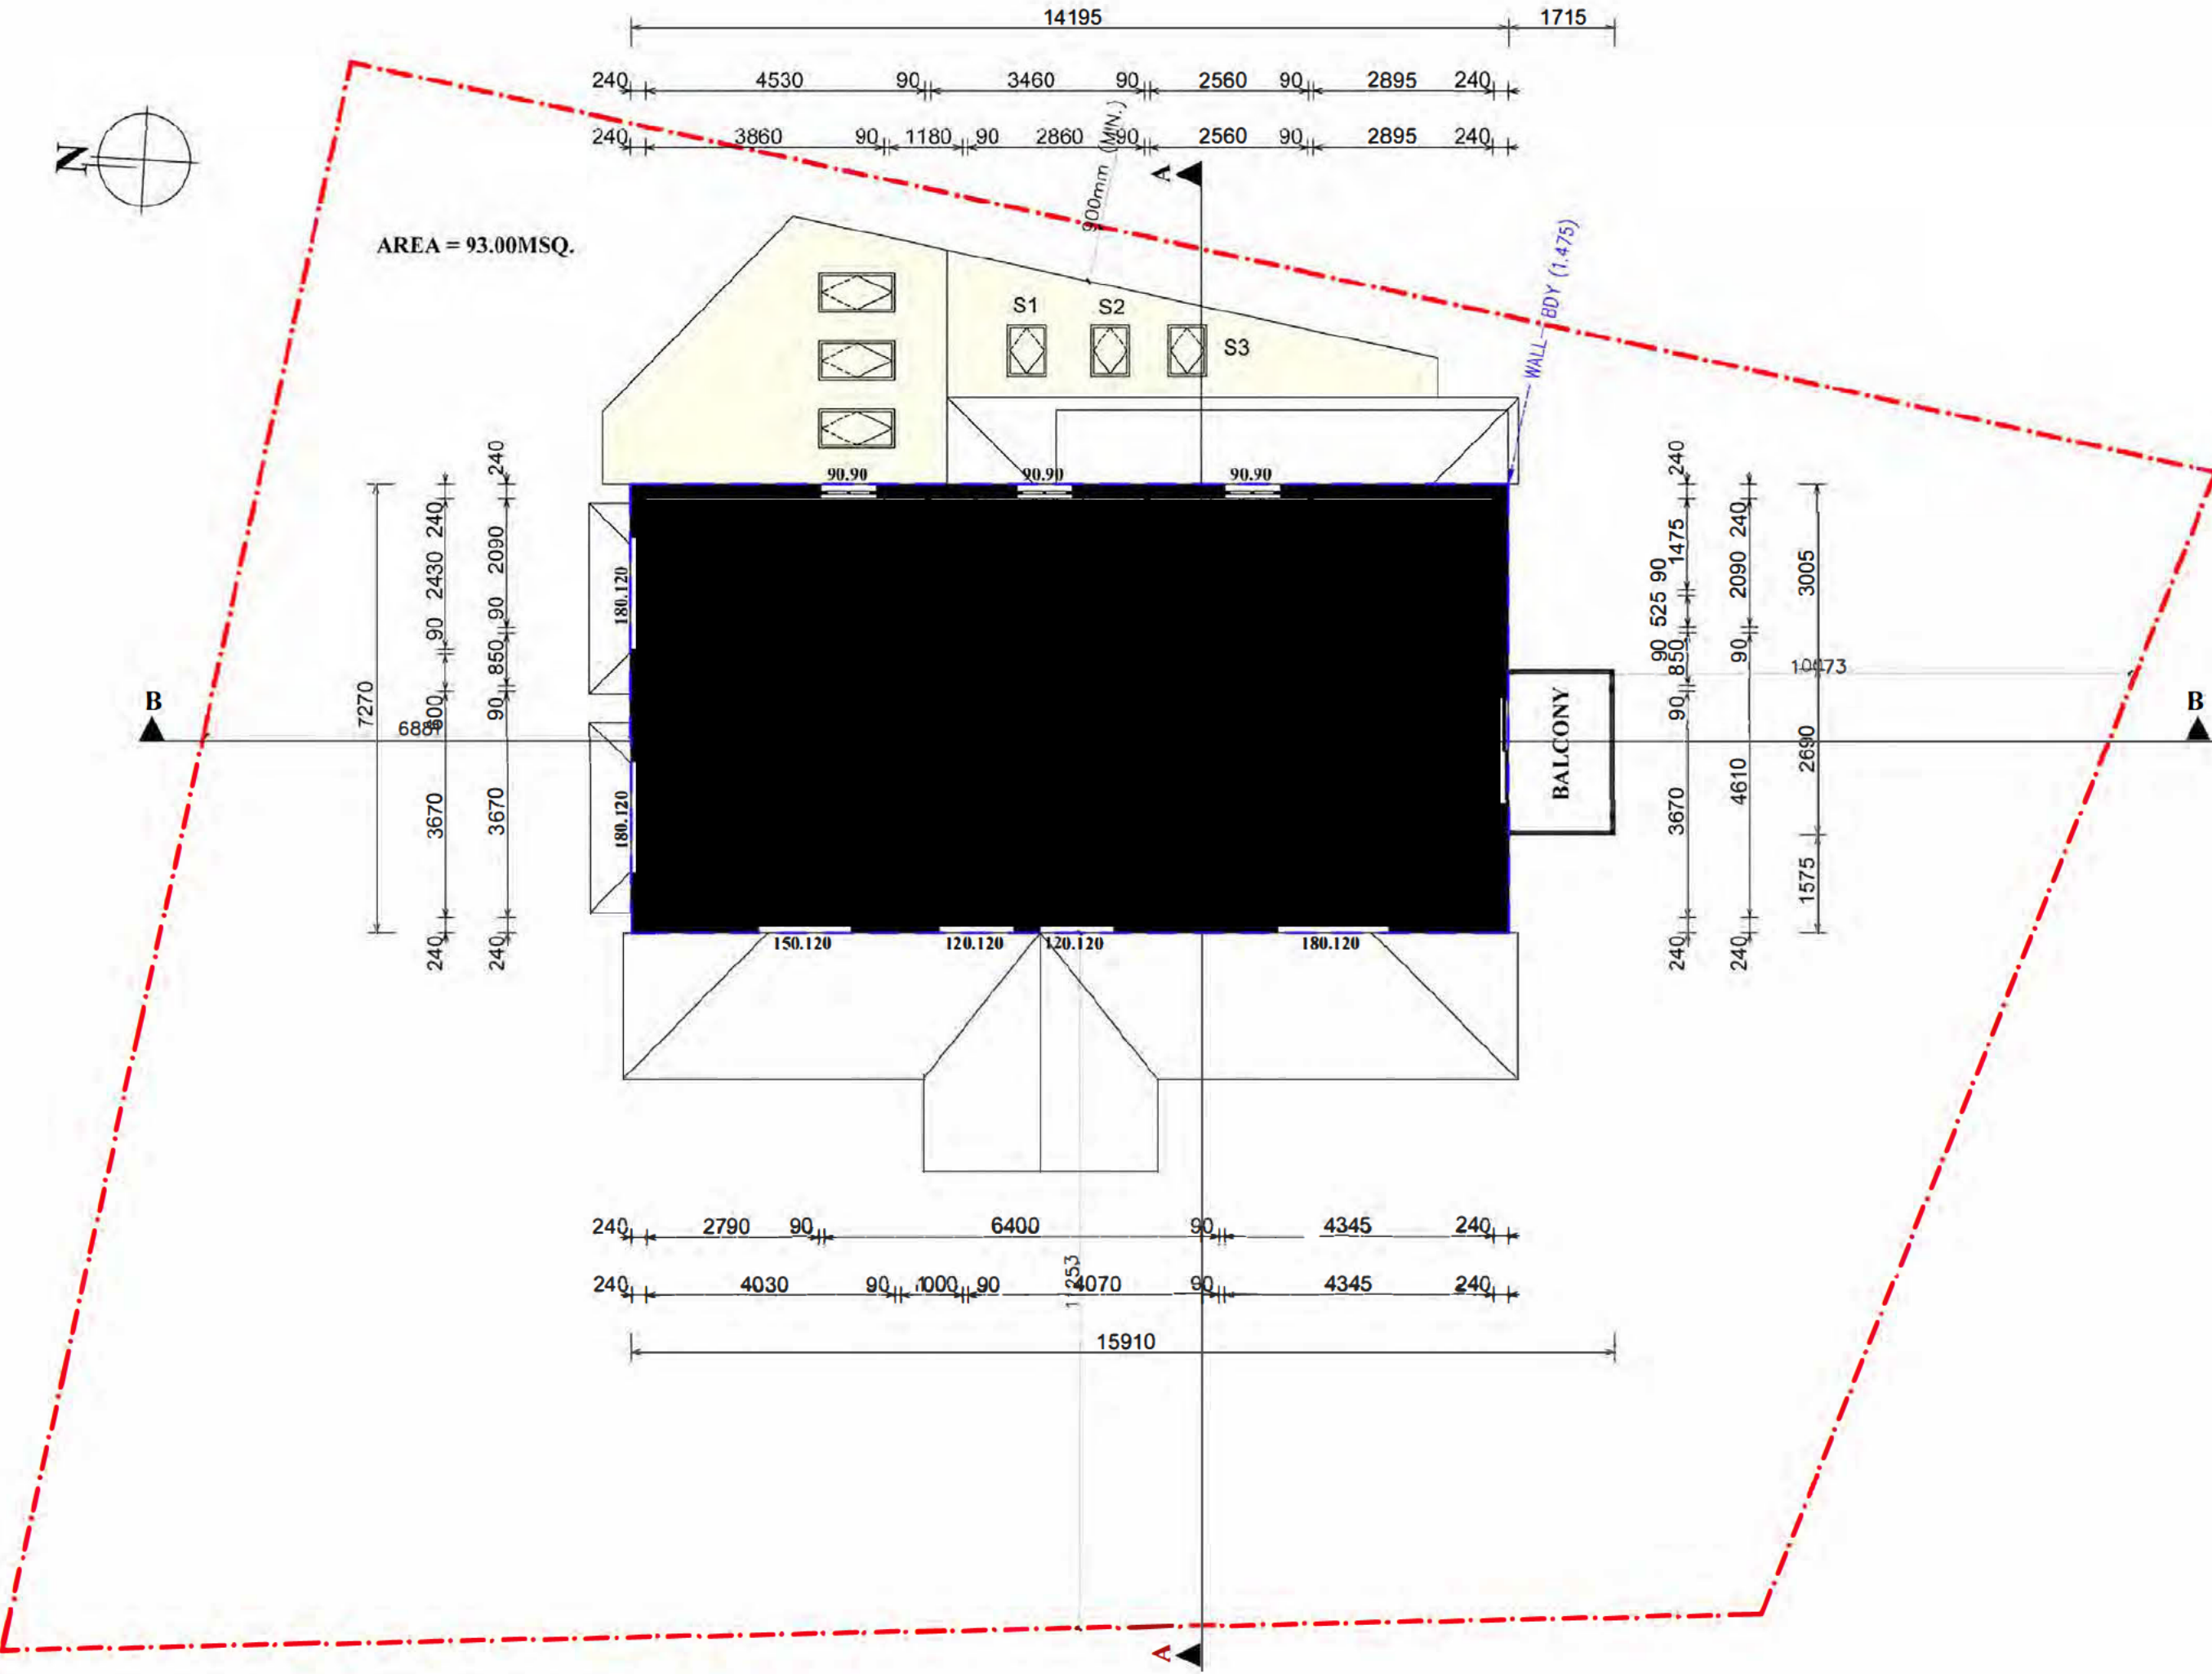 14195 1715
240 4530 90 3460 90 2560 90 2895 240
240 3860 90 1180 90 2860 90 2560 90 2895 240
N
900mm (MIN.)
A
AREA = 93.00MSQ.
WALL-BDY (1.475)
S1 S2 S3
90.90 90.90 90.90
7270
240 2430 90 600 3670 240
240 2090 90 850 90 3670 240
180.120
180.120
240 1475 90 525 90 850 90 3670 240
240 2090 90 4610 240
3005 2690 1575
B
B
BALCONY
150.120 120.120 120.120 180.120
240 2790 90 6400 90 4345 240
240 4030 90 1000 90 4070 90 4345 240
11253
15910
A